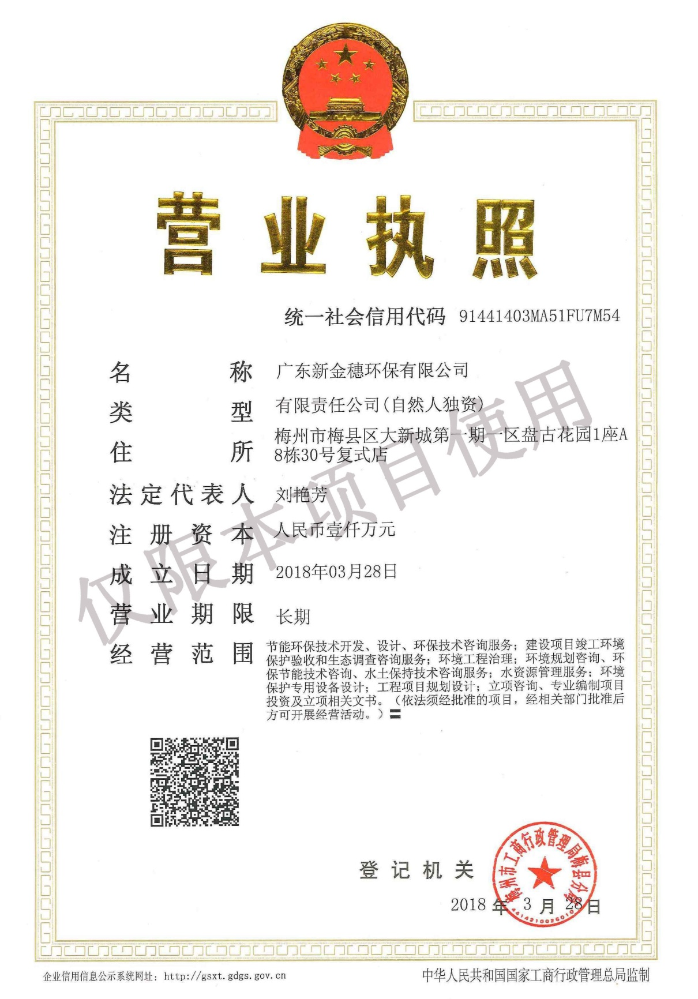 营业执照
统一社会信用代码 91441403MA51FU7M54
名称 广东新金穗环保有限公司
类型 有限责任公司(自然人独资)
住所 梅州市梅县区大新城第一期一区盘古花园1座A
8栋30号复式店
法定代表人 刘艳芳
注册资本 人民币壹仟万元
成立日期 2018年03月28日
营业期限 长期
经营范围 节能环保技术开发、设计、环保技术咨询服务；建设项目竣工环境
保护验收和生态调查咨询服务；环境工程治理；环境规划咨询、环
保节能技术咨询、水土保持技术咨询服务；水资源管理服务；环境
保护专用设备设计；工程项目规划设计；立项咨询、专业编制项目
投资及立项相关文书。（依法须经批准的项目，经相关部门批准后
方可开展经营活动。）〓
仅限本项目使用
登记机关
梅州市工商行政管理局梅县分局
4414210026010
2018 年 3 月 28 日
企业信用信息公示系统网址：http://gsxt.gdgs.gov.cn
中华人民共和国国家工商行政管理总局监制